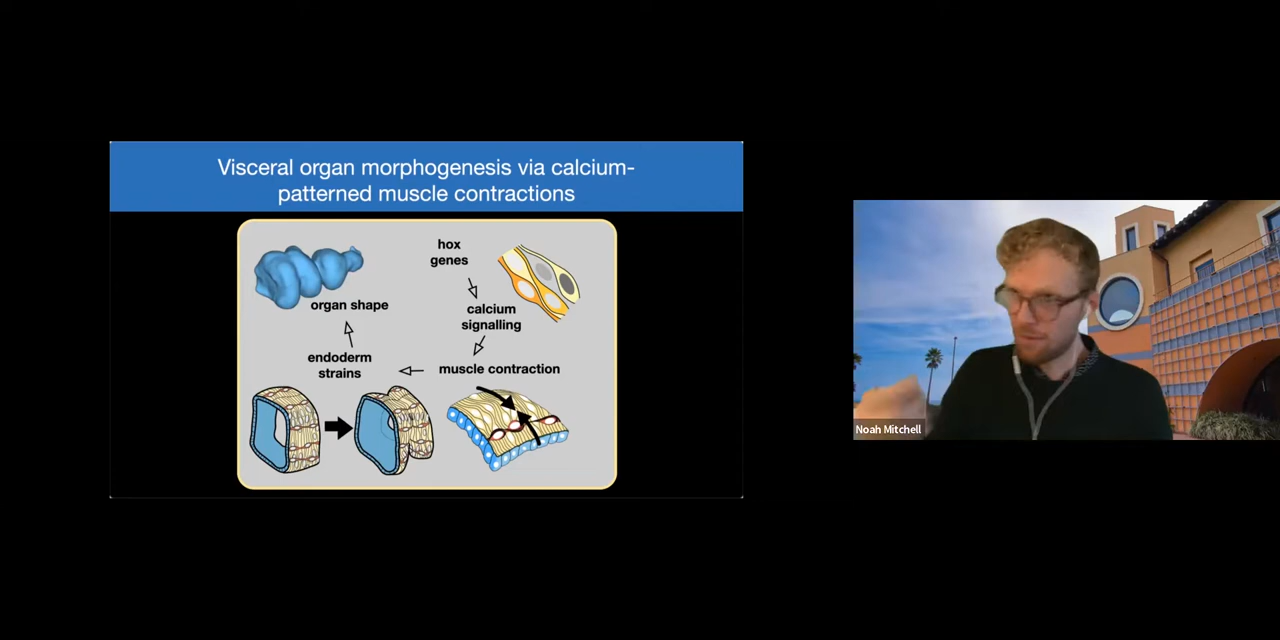 Visceral organ morphogenesis via calcium-
patterned muscle contractions
hox
genes
calcium
signalling
muscle contraction
endoderm
strains
organ shape
Noah Mitchell